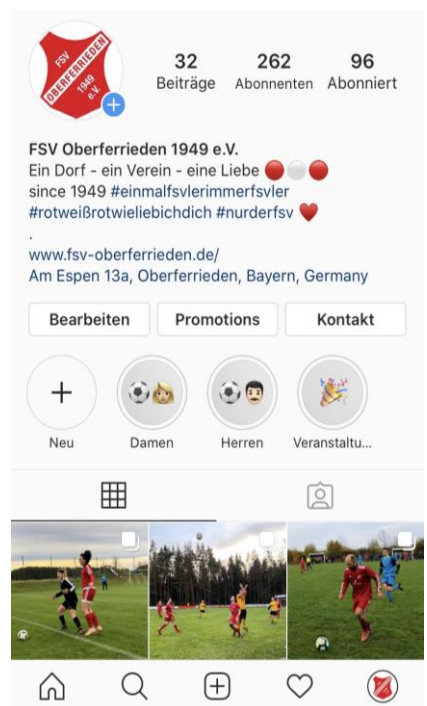 FSV
OBERFERRIEDEN
1949
e.V.
32 262 96
Beiträge Abonnenten Abonniert
FSV Oberferrieden 1949 e.V.
Ein Dorf - ein Verein - eine Liebe 🔴⚪🔴
since 1949 #einmalfsvlerimmerfsvler
#rotweißrotwieliebichdich #nurderfsv ♥️
.
www.fsv-oberferrieden.de/
Am Espen 13a, Oberferrieden, Bayern, Germany
Bearbeiten Promotions Kontakt
Neu Damen Herren Veranstaltu...